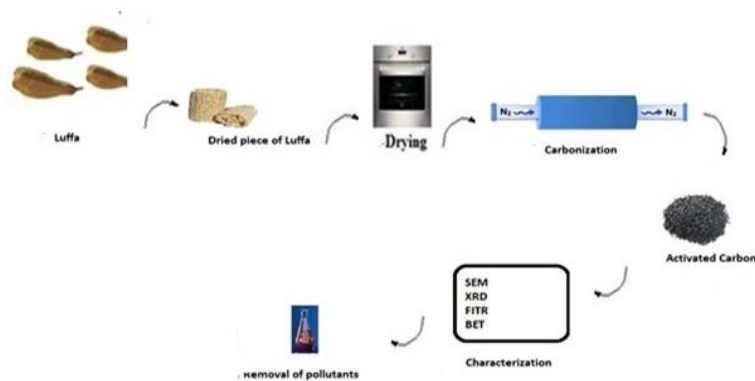 Luffa
Dried piece of Luffa
Drying
N₂
N₂
Carbonization
Activated Carbon
SEM
XRD
FITR
BET
Characterization
Removal of pollutants